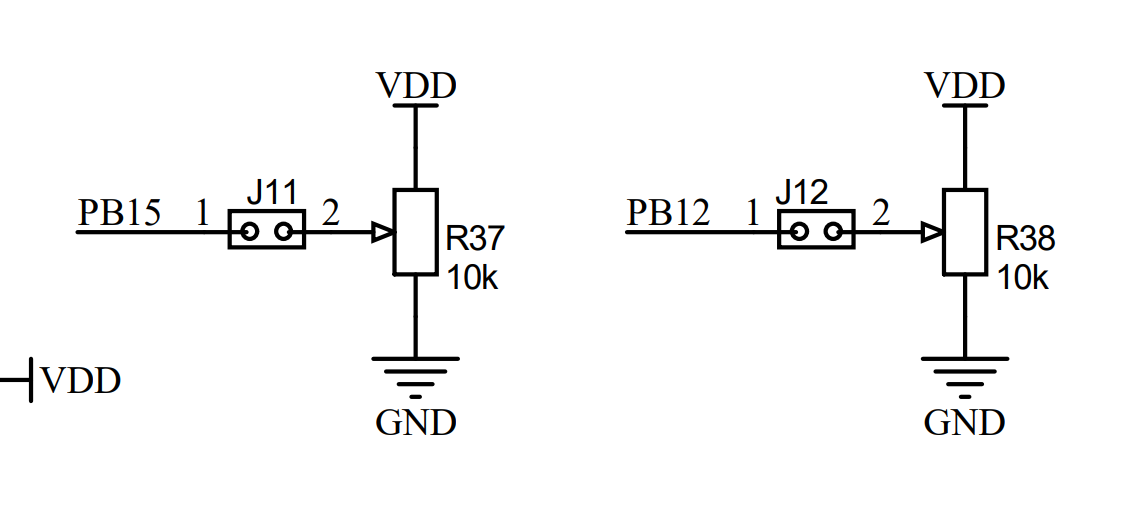 VDD
J11
PB15 1 2
R37
10k
GND
VDD
J12
PB12 1 2
R38
10k
GND
VDD